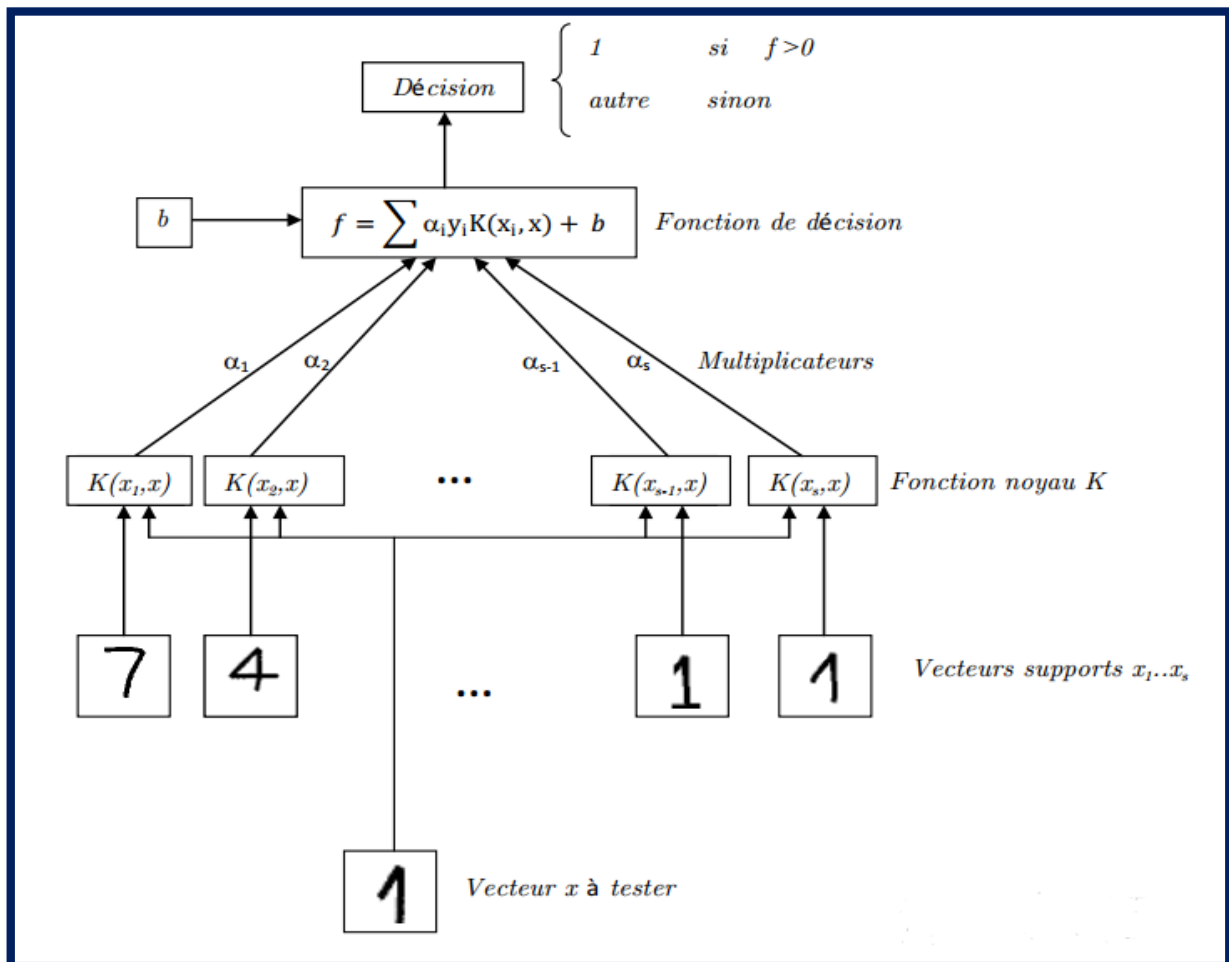 1 si f >0
Décision
autre sinon
b
f = ∑ αᵢyᵢK(xᵢ, x) + b
Fonction de décision
α₁ α₂ αₛ₋₁ αₛ Multiplicateurs
K(x₁,x) K(x₂,x) ... K(xₛ₋₁,x) K(xₛ,x) Fonction noyau K
7 4 ... 1 1 Vecteurs supports x₁..xₛ
1 Vecteur x à tester